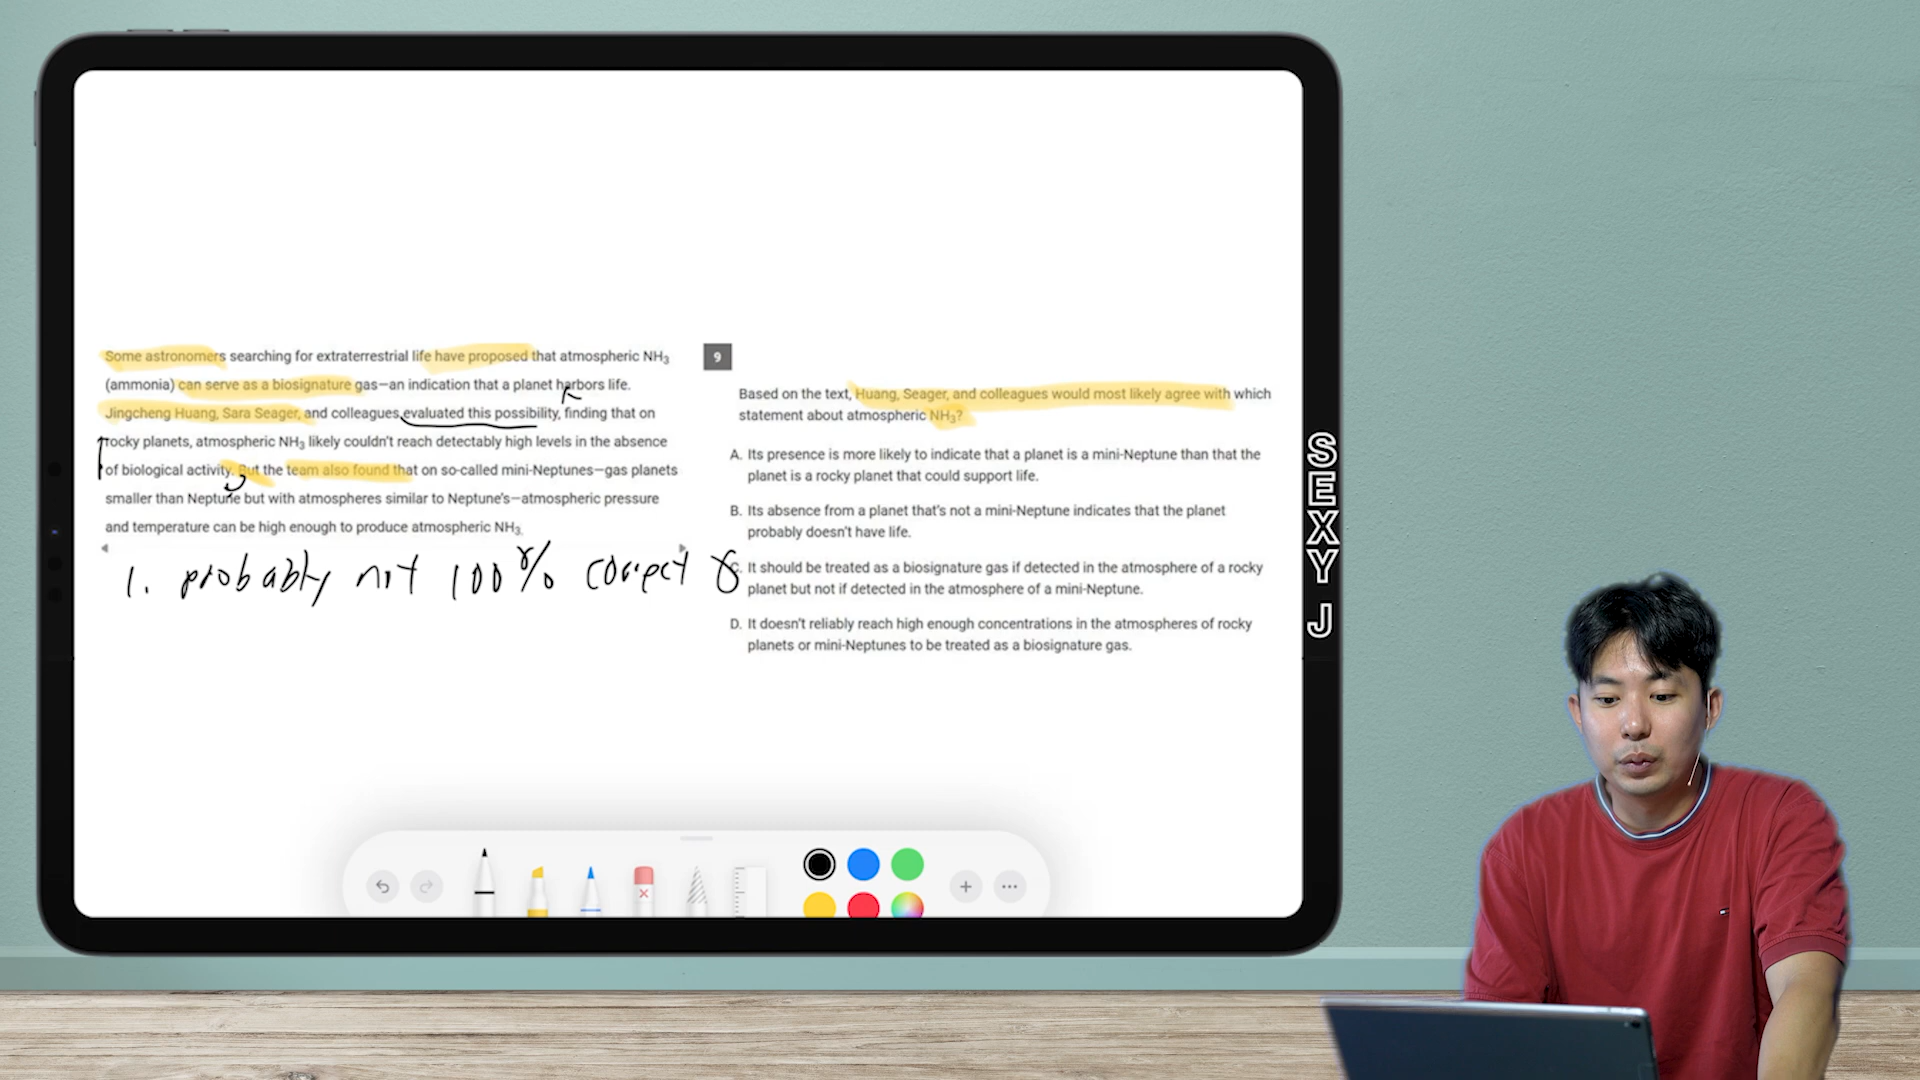 Some astronomers searching for extraterrestrial life have proposed that atmospheric NH3
(ammonia) can serve as a biosignature gas—an indication that a planet harbors life.
Jingcheng Huang, Sara Seager, and colleagues evaluated this possibility, finding that on
rocky planets, atmospheric NH3 likely couldn't reach detectably high levels in the absence
of biological activity. But the team also found that on so-called mini-Neptunes—gas planets
smaller than Neptune but with atmospheres similar to Neptune's—atmospheric pressure
and temperature can be high enough to produce atmospheric NH3.
1. probably not 100% correct
9
Based on the text, Huang, Seager, and colleagues would most likely agree with which
statement about atmospheric NH3?
A. Its presence is more likely to indicate that a planet is a mini-Neptune than that the
planet is a rocky planet that could support life.
B. Its absence from a planet that's not a mini-Neptune indicates that the planet
probably doesn't have life.
C. It should be treated as a biosignature gas if detected in the atmosphere of a rocky
planet but not if detected in the atmosphere of a mini-Neptune.
D. It doesn't reliably reach high enough concentrations in the atmospheres of rocky
planets or mini-Neptunes to be treated as a biosignature gas.
SEXY J